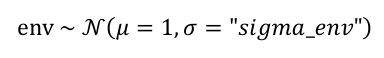 env ~ 𝒩(μ = 1, σ = "sigma_env")